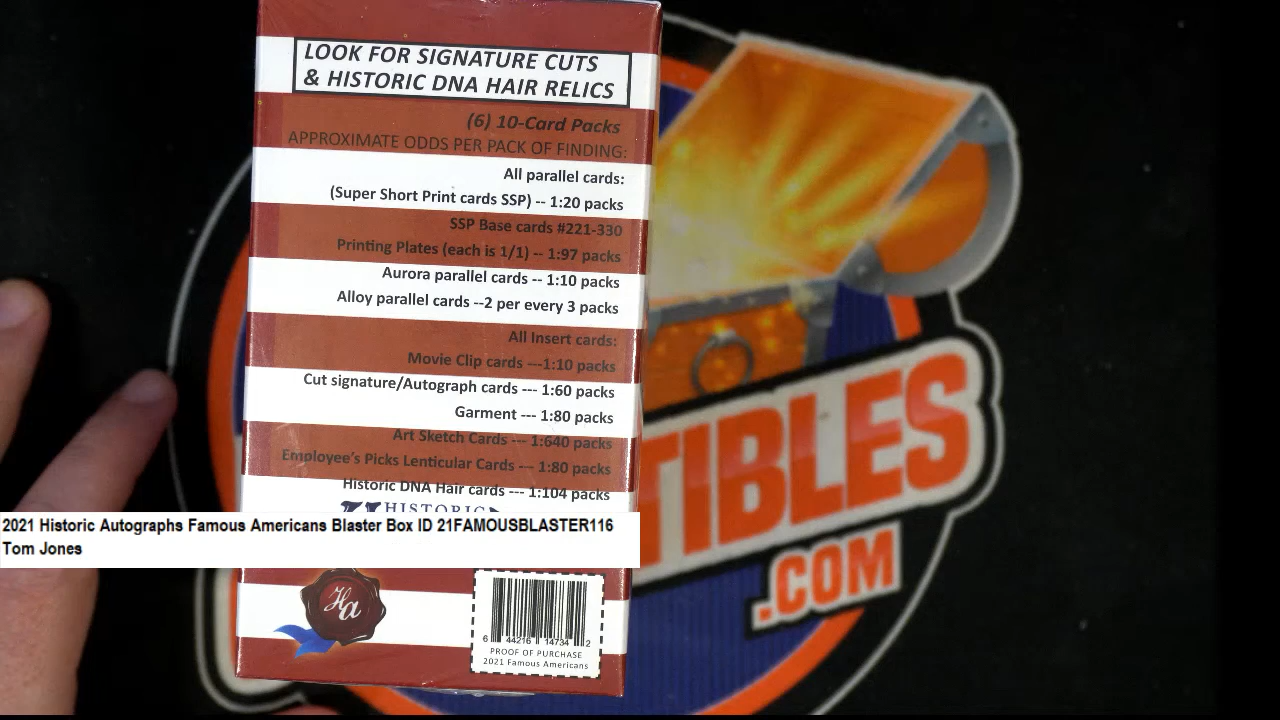 LOOK FOR SIGNATURE CUTS
& HISTORIC DNA HAIR RELICS
(6) 10-Card Packs
APPROXIMATE ODDS PER PACK OF FINDING:
All parallel cards:
(Super Short Print cards SSP) -- 1:20 packs
SSP Base cards #221-330
Printing Plates (each is 1/1) -- 1:97 packs
Aurora parallel cards -- 1:10 packs
Alloy parallel cards --2 per every 3 packs
All Insert cards:
Movie Clip cards ---1:10 packs
Cut signature/Autograph cards --- 1:60 packs
Garment --- 1:80 packs
Art Sketch Cards --- 1:640 packs
Employee's Picks Lenticular Cards --- 1:80 packs
Historic DNA Hair cards --- 1:104 packs
HISTORIC
2021 Historic Autographs Famous Americans Blaster Box ID 21FAMOUSBLASTER116
Tom Jones
Ha
6 44216 14734 2
PROOF OF PURCHASE
2021 Famous Americans
TIBLES
.COM